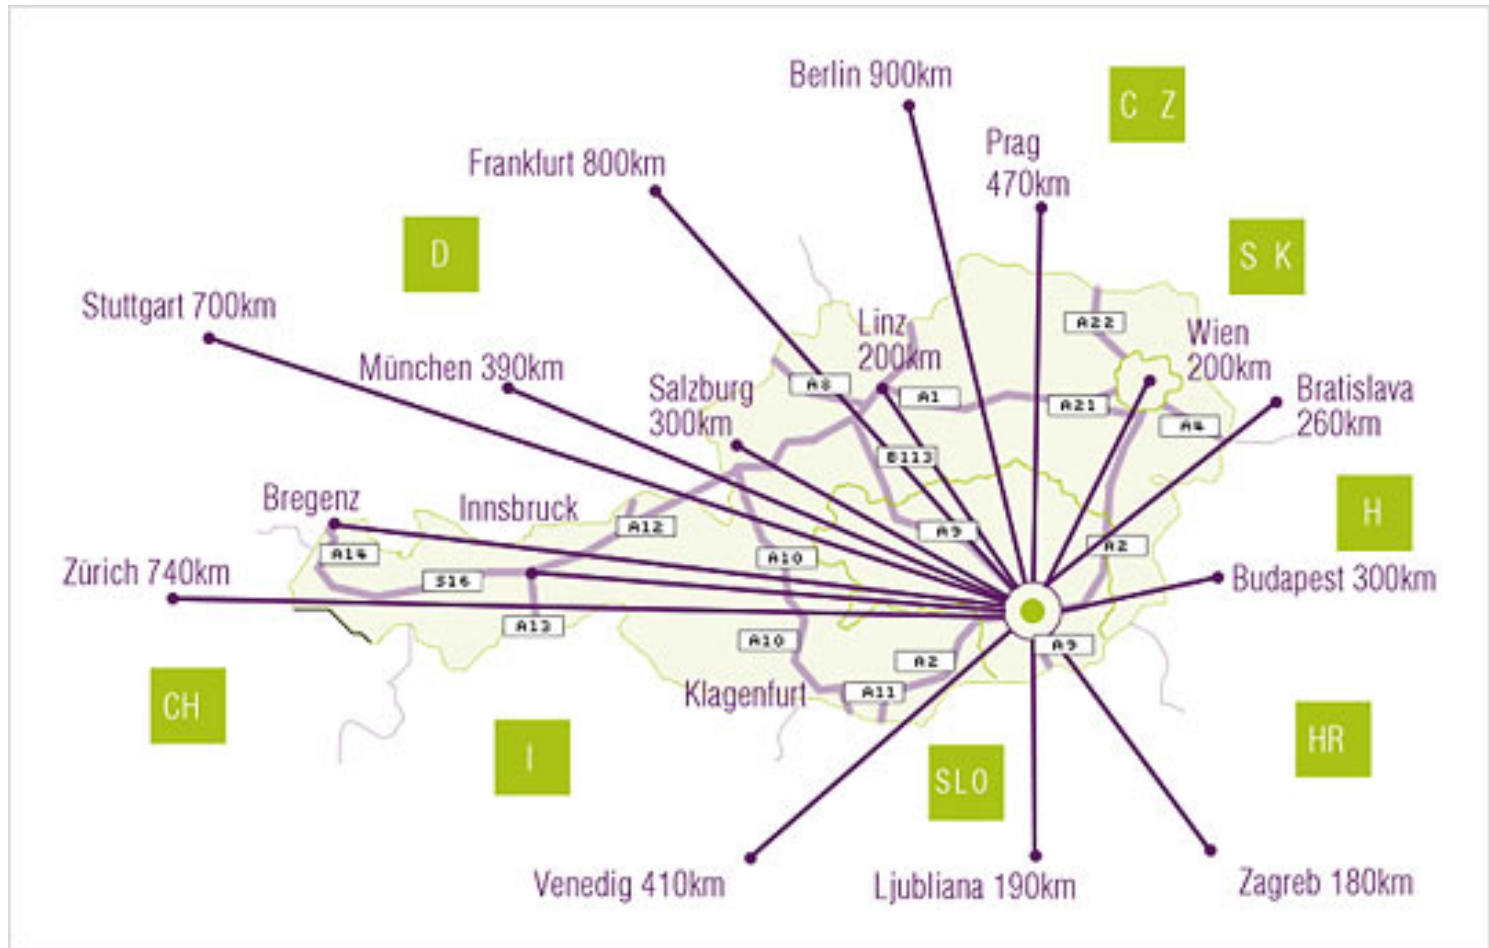 Berlin 900km
C Z
Prag
470km
Frankfurt 800km
D
S K
Stuttgart 700km
Linz
200km
A22
Wien
200km
München 390km
Salzburg
300km
A8
A1
A21
Bratislava
260km
A4
B113
Bregenz
Innsbruck
A12
A9
H
A14
A10
A2
Zürich 740km
S16
Budapest 300km
A13
A10
A9
A2
CH
Klagenfurt
A11
I
SLO
HR
Venedig 410km
Ljubliana 190km
Zagreb 180km